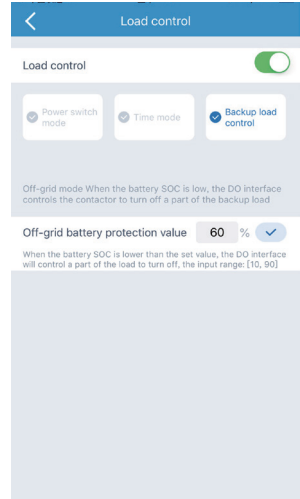 Load control
Load control
Power switch
mode
Time mode
Backup load
control
Off-grid mode When the battery SOC is low, the DO interface
controls the contactor to turn off a part of the backup load
Off-grid battery protection value 60 %
When the battery SOC is lower than the set value, the DO interface
will control a part of the load to turn off, the input range: [10, 90]